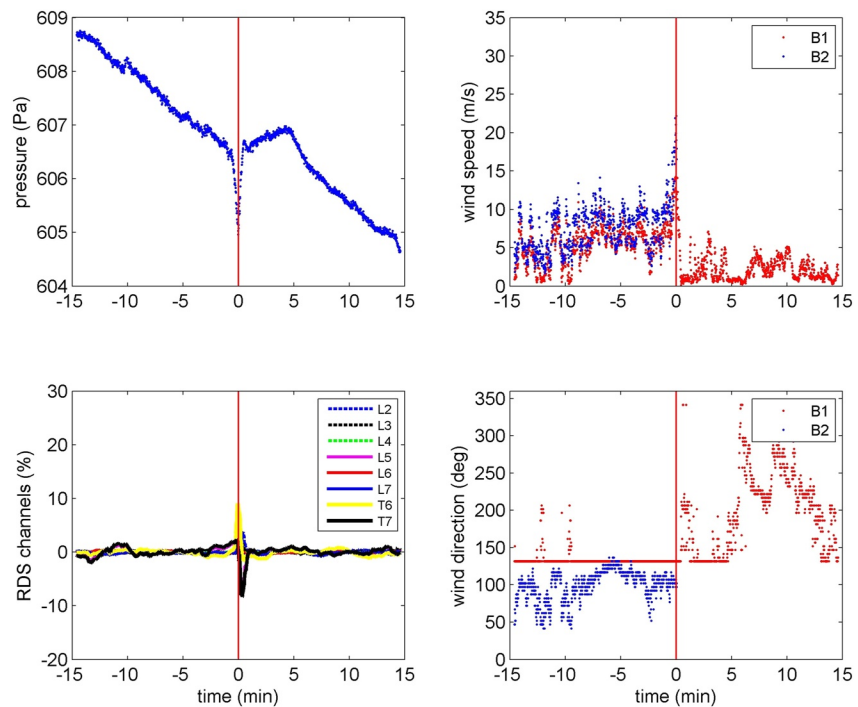 609
608
607
606
605
604
pressure (Pa)
-15 -10 -5 0 5 10 15
35
30
25
20
15
10
5
0
wind speed (m/s)
B1
B2
-15 -10 -5 0 5 10 15
30
20
10
0
-10
-20
RDS channels (%)
L2
L3
L4
L5
L6
L7
T6
T7
-15 -10 -5 0 5 10 15
time (min)
350
300
250
200
150
100
50
0
wind direction (deg)
B1
B2
-15 -10 -5 0 5 10 15
time (min)